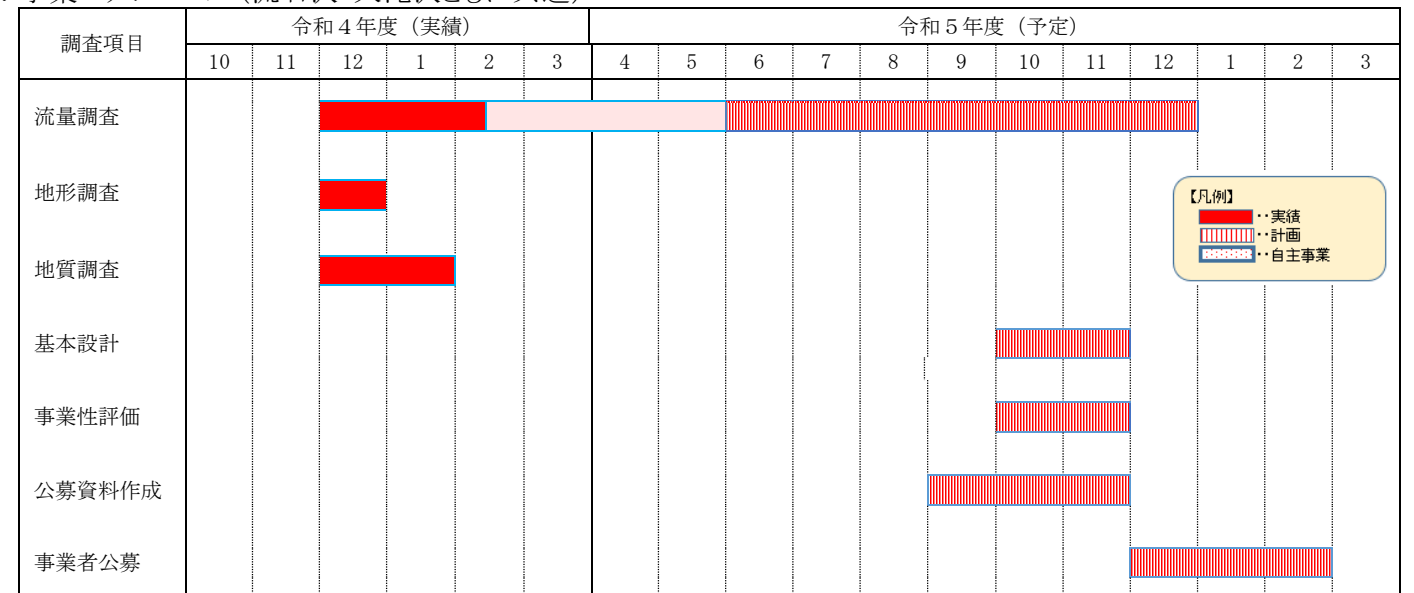 調査項目
令和４年度（実績）
令和５年度（予定）
10 11 12 1 2 3 4 5 6 7 8 9 10 11 12 1 2 3
流量調査
地形調査
【凡例】
・・実績
・・計画
・・自主事業
地質調査
基本設計
事業性評価
公募資料作成
事業者公募